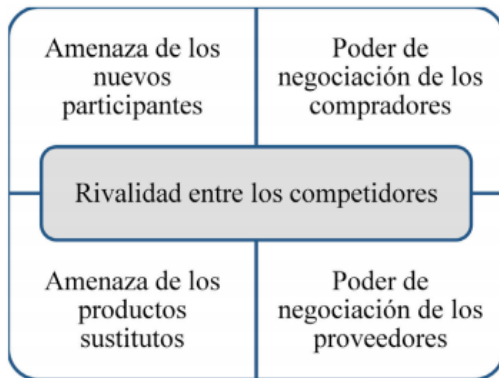 Amenaza de los
nuevos
participantes
Poder de
negociación de los
compradores
Rivalidad entre los competidores
Amenaza de los
productos
sustitutos
Poder de
negociación de los
proveedores